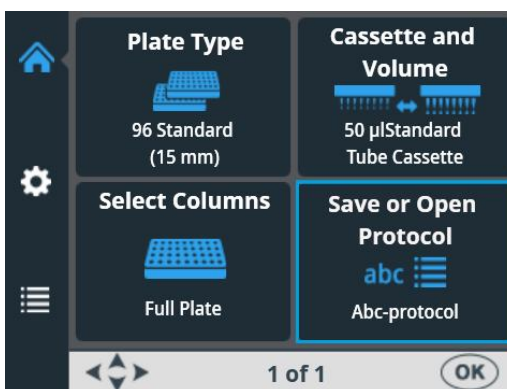 Plate Type
96 Standard
(15 mm)
Cassette and
Volume
50 µlStandard
Tube Cassette
Select Columns
Full Plate
Save or Open
Protocol
abc
Abc-protocol
1 of 1
OK